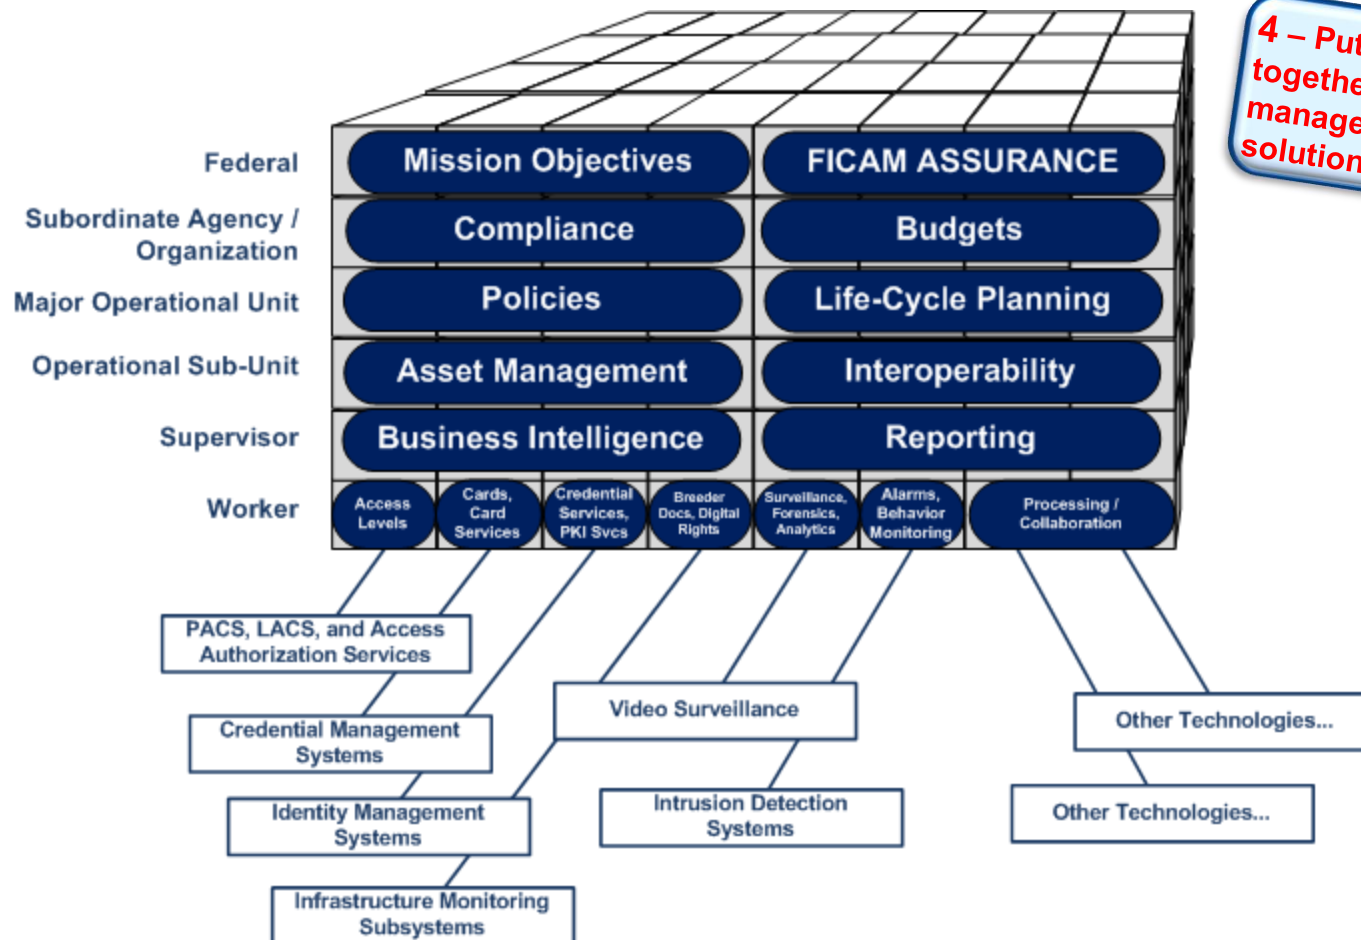 4 – Put
togethe
manage
solution
Federal
Mission Objectives
FICAM ASSURANCE
Subordinate Agency /
Organization
Compliance
Budgets
Major Operational Unit
Policies
Life-Cycle Planning
Operational Sub-Unit
Asset Management
Interoperability
Supervisor
Business Intelligence
Reporting
Worker
Access
Levels
Cards,
Card
Services
Credential
Services,
PKI Svcs
Breeder
Docs, Digital
Rights
Surveillance,
Forensics,
Analytics
Alarms,
Behavior
Monitoring
Processing /
Collaboration
PACS, LACS, and Access
Authorization Services
Credential Management
Systems
Identity Management
Systems
Infrastructure Monitoring
Subsystems
Video Surveillance
Intrusion Detection
Systems
Other Technologies...
Other Technologies...